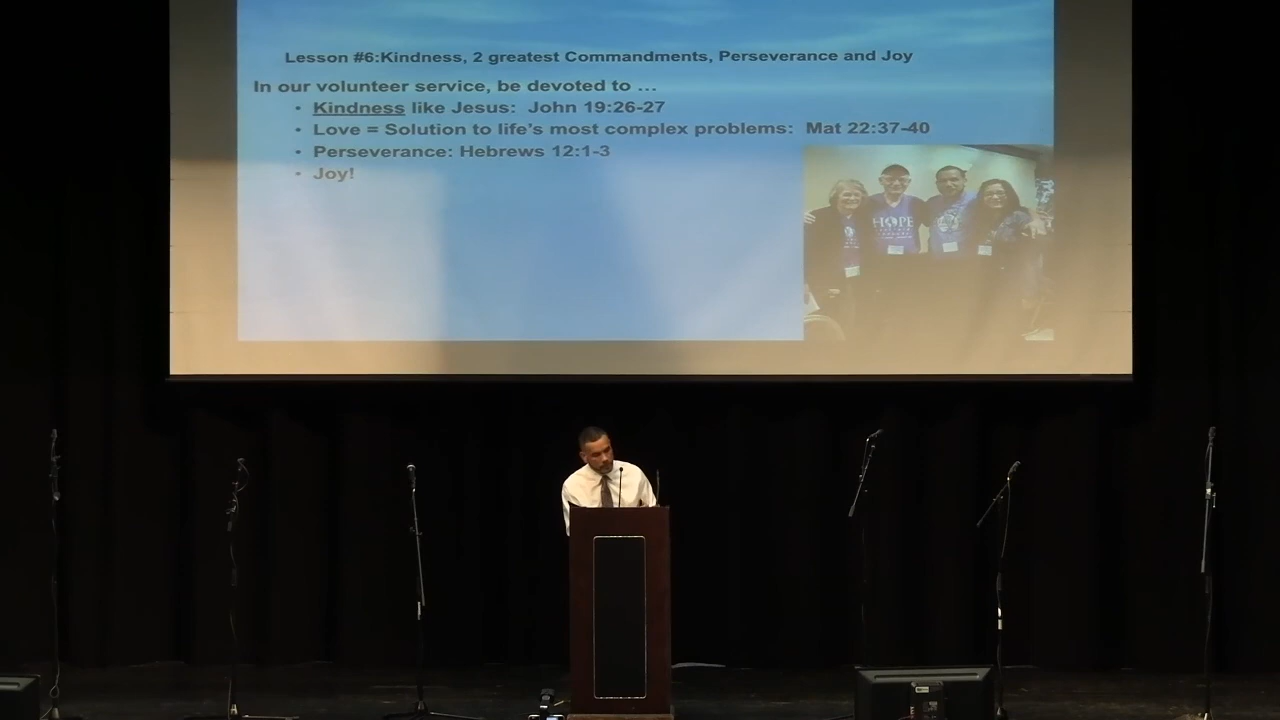 Lesson #6:Kindness, 2 greatest Commandments, Perseverance and Joy
In our volunteer service, be devoted to ...
• Kindness like Jesus: John 19:26-27
• Love = Solution to life's most complex problems: Mat 22:37-40
• Perseverance: Hebrews 12:1-3
• Joy!
HOPE